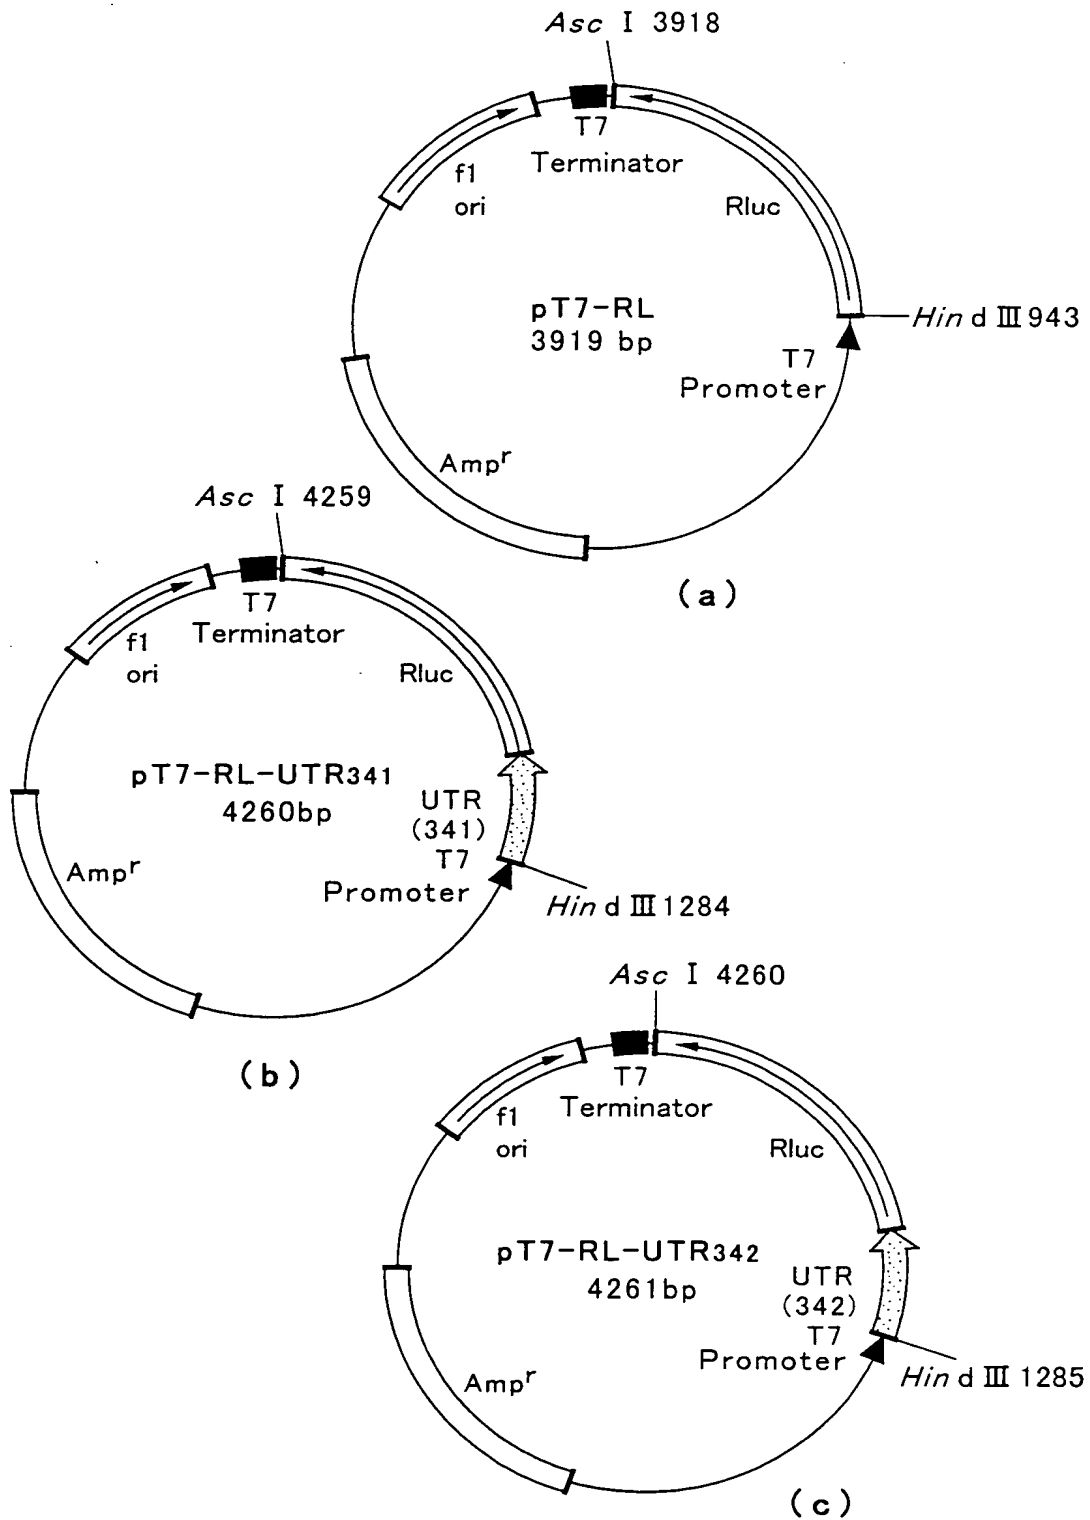 Asc I 3918
T7
Terminator
f1
ori
Rluc
pT7-RL
3919 bp
Hin d III 943
T7
Promoter
Ampr
(a)
Asc I 4259
T7
Terminator
f1
ori
Rluc
pT7-RL-UTR341
4260bp
UTR
(341)
T7
Promoter
Ampr
Hin d III 1284
(b)
Asc I 4260
T7
Terminator
f1
ori
Rluc
pT7-RL-UTR342
4261bp
UTR
(342)
T7
Promoter
Hin d III 1285
Ampr
(c)